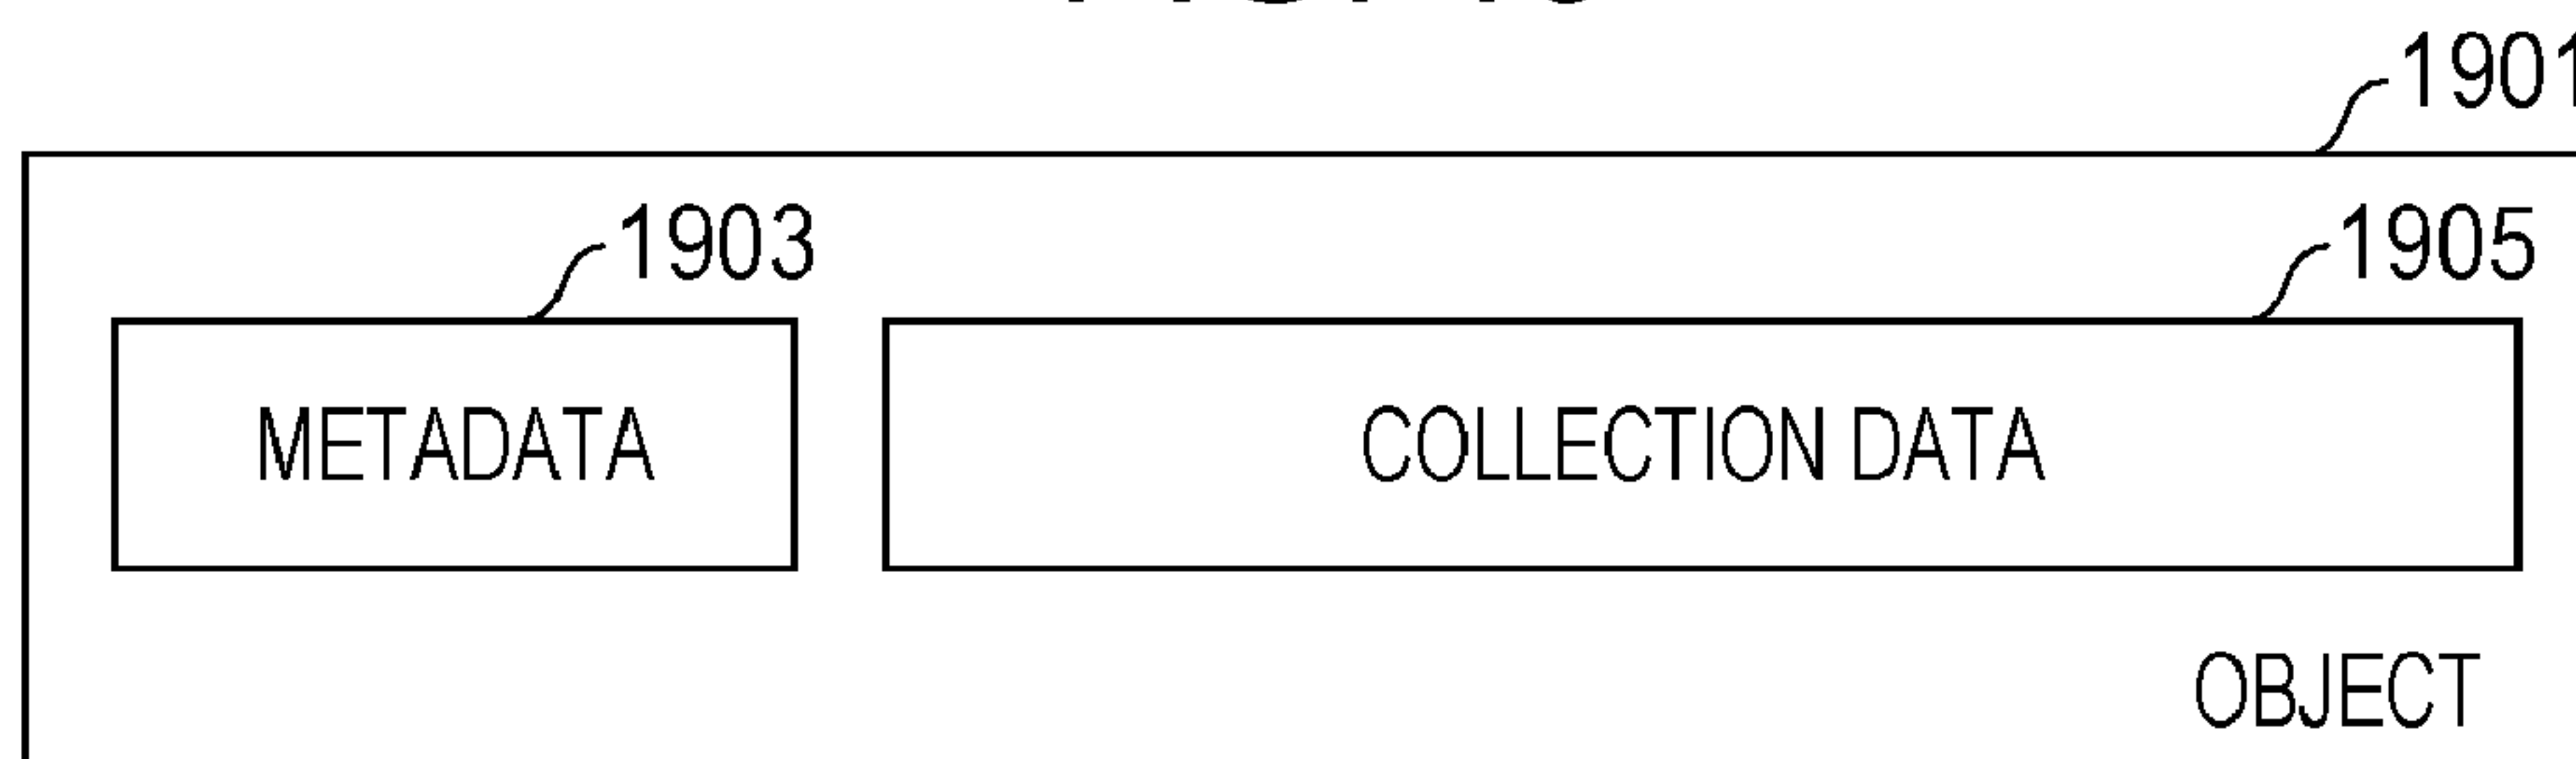 1901
1903
1905
METADATA
COLLECTION DATA
OBJECT